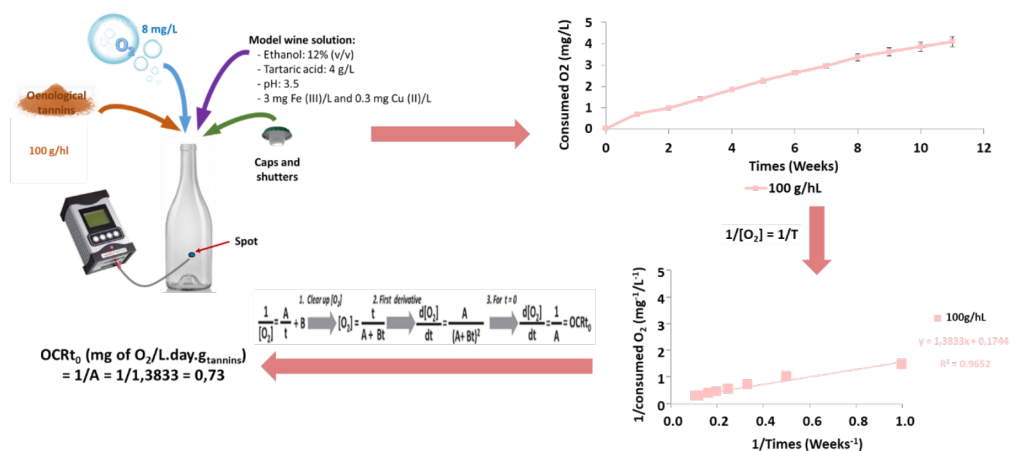 8 mg/L
O2
Oenological
tannins
100 g/hl
Model wine solution:
- Ethanol: 12% (v/v)
- Tartaric acid: 4 g/L
- pH: 3.5
- 3 mg Fe (III)/L and 0.3 mg Cu (II)/L
Caps and
shutters
Spot
Consumed O2 (mg/L)
5
4
3
2
1
0
0 2 4 6 8 10 12
Times (Weeks)
100 g/hL
1/[O₂] = 1/T
1/consumed O₂ (mg⁻¹/L⁻¹)
5
4
3
3
2
1
0
0.0 0.2 0.4 0.6 0.8 1.0
1/Times (Weeks⁻¹)
100g/hL
y = 1,3833x + 0,1744
R² = 0.9652
1. Clear up [O₂] 2. First derivative 3. For t = 0
1/[O₂] = A/t + B [O₂] = t/(A+ Bt) d[O₂]/dt = A/(A+ Bt)² d[O₂]/dt = 1/A = OCRt₀
OCRt₀ (mg of O₂/L.day.g tannins)
= 1/A = 1/1,3833 = 0,73